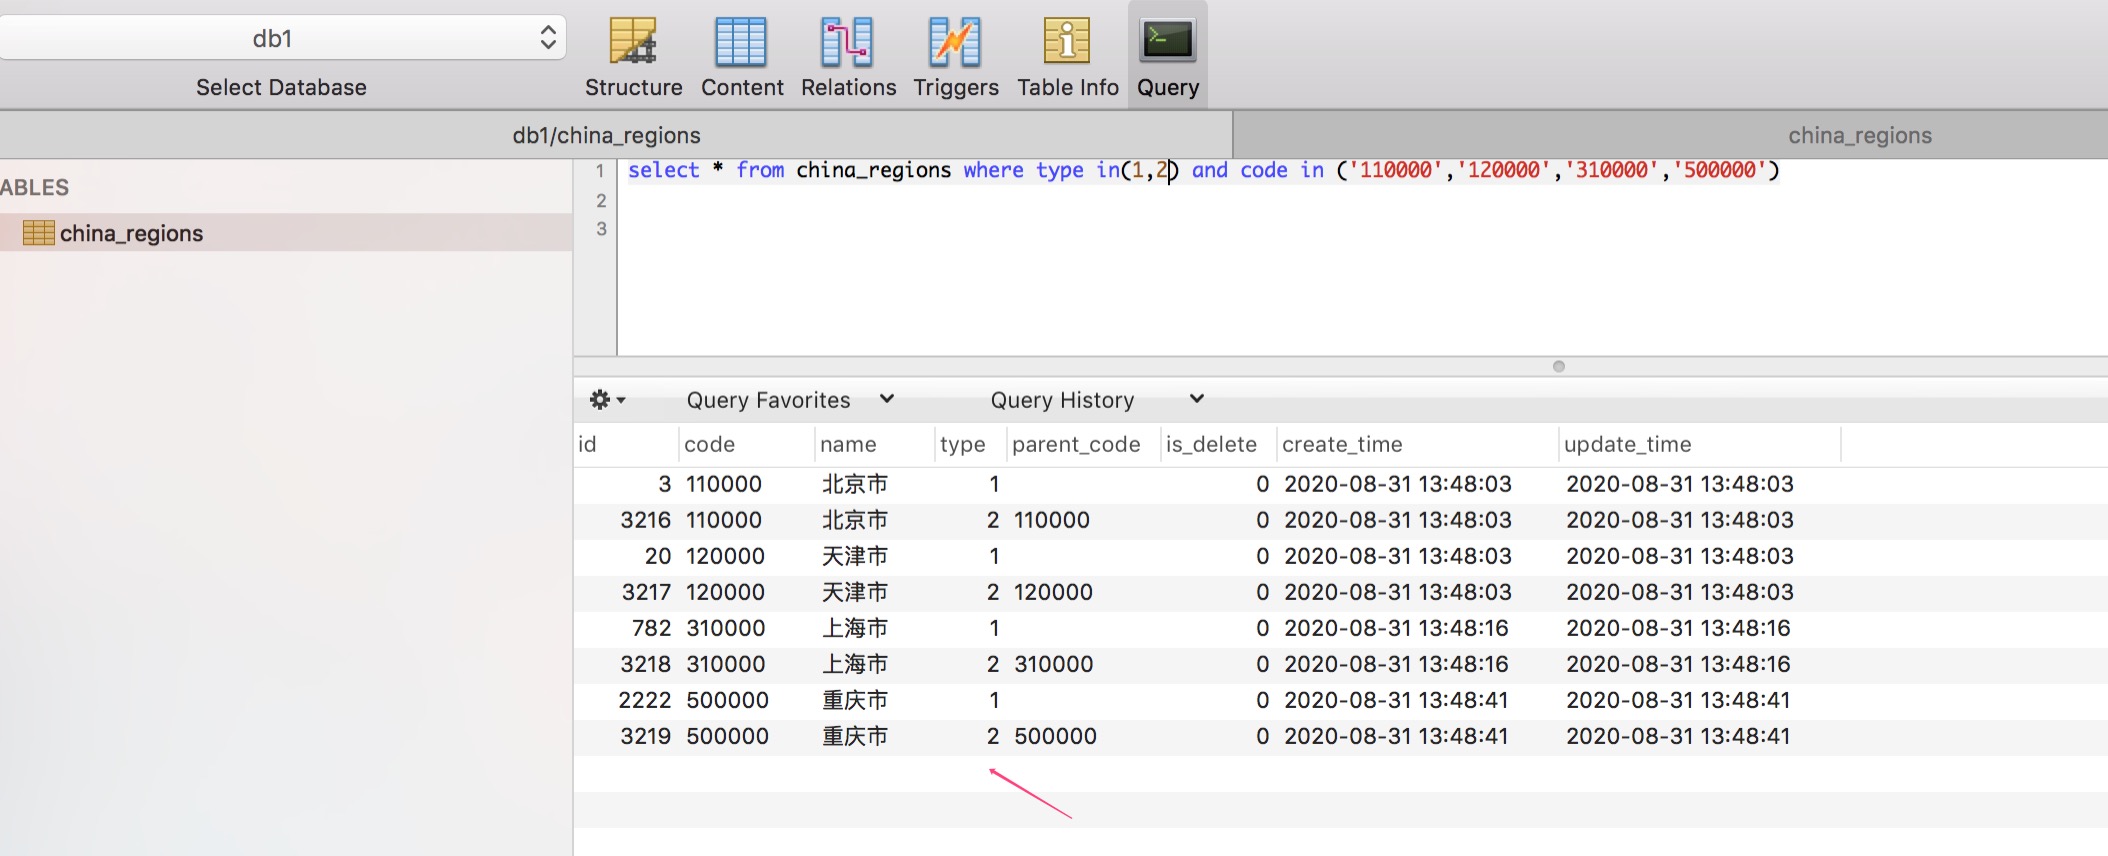 db1
Select Database
Structure
Content
Relations
Triggers
Table Info
Query
db1/china_regions
china_regions
ABLES
china_regions
1 select * from china_regions where type in(1,2) and code in ('110000','120000','310000','500000')
2
3
Query Favorites
Query History
id code name type parent_code is_delete create_time update_time
3 110000 北京市 1 0 2020-08-31 13:48:03 2020-08-31 13:48:03
3216 110000 北京市 2 110000 0 2020-08-31 13:48:03 2020-08-31 13:48:03
20 120000 天津市 1 0 2020-08-31 13:48:03 2020-08-31 13:48:03
3217 120000 天津市 2 120000 0 2020-08-31 13:48:03 2020-08-31 13:48:03
782 310000 上海市 1 0 2020-08-31 13:48:16 2020-08-31 13:48:16
3218 310000 上海市 2 310000 0 2020-08-31 13:48:16 2020-08-31 13:48:16
2222 500000 重庆市 1 0 2020-08-31 13:48:41 2020-08-31 13:48:41
3219 500000 重庆市 2 500000 0 2020-08-31 13:48:41 2020-08-31 13:48:41